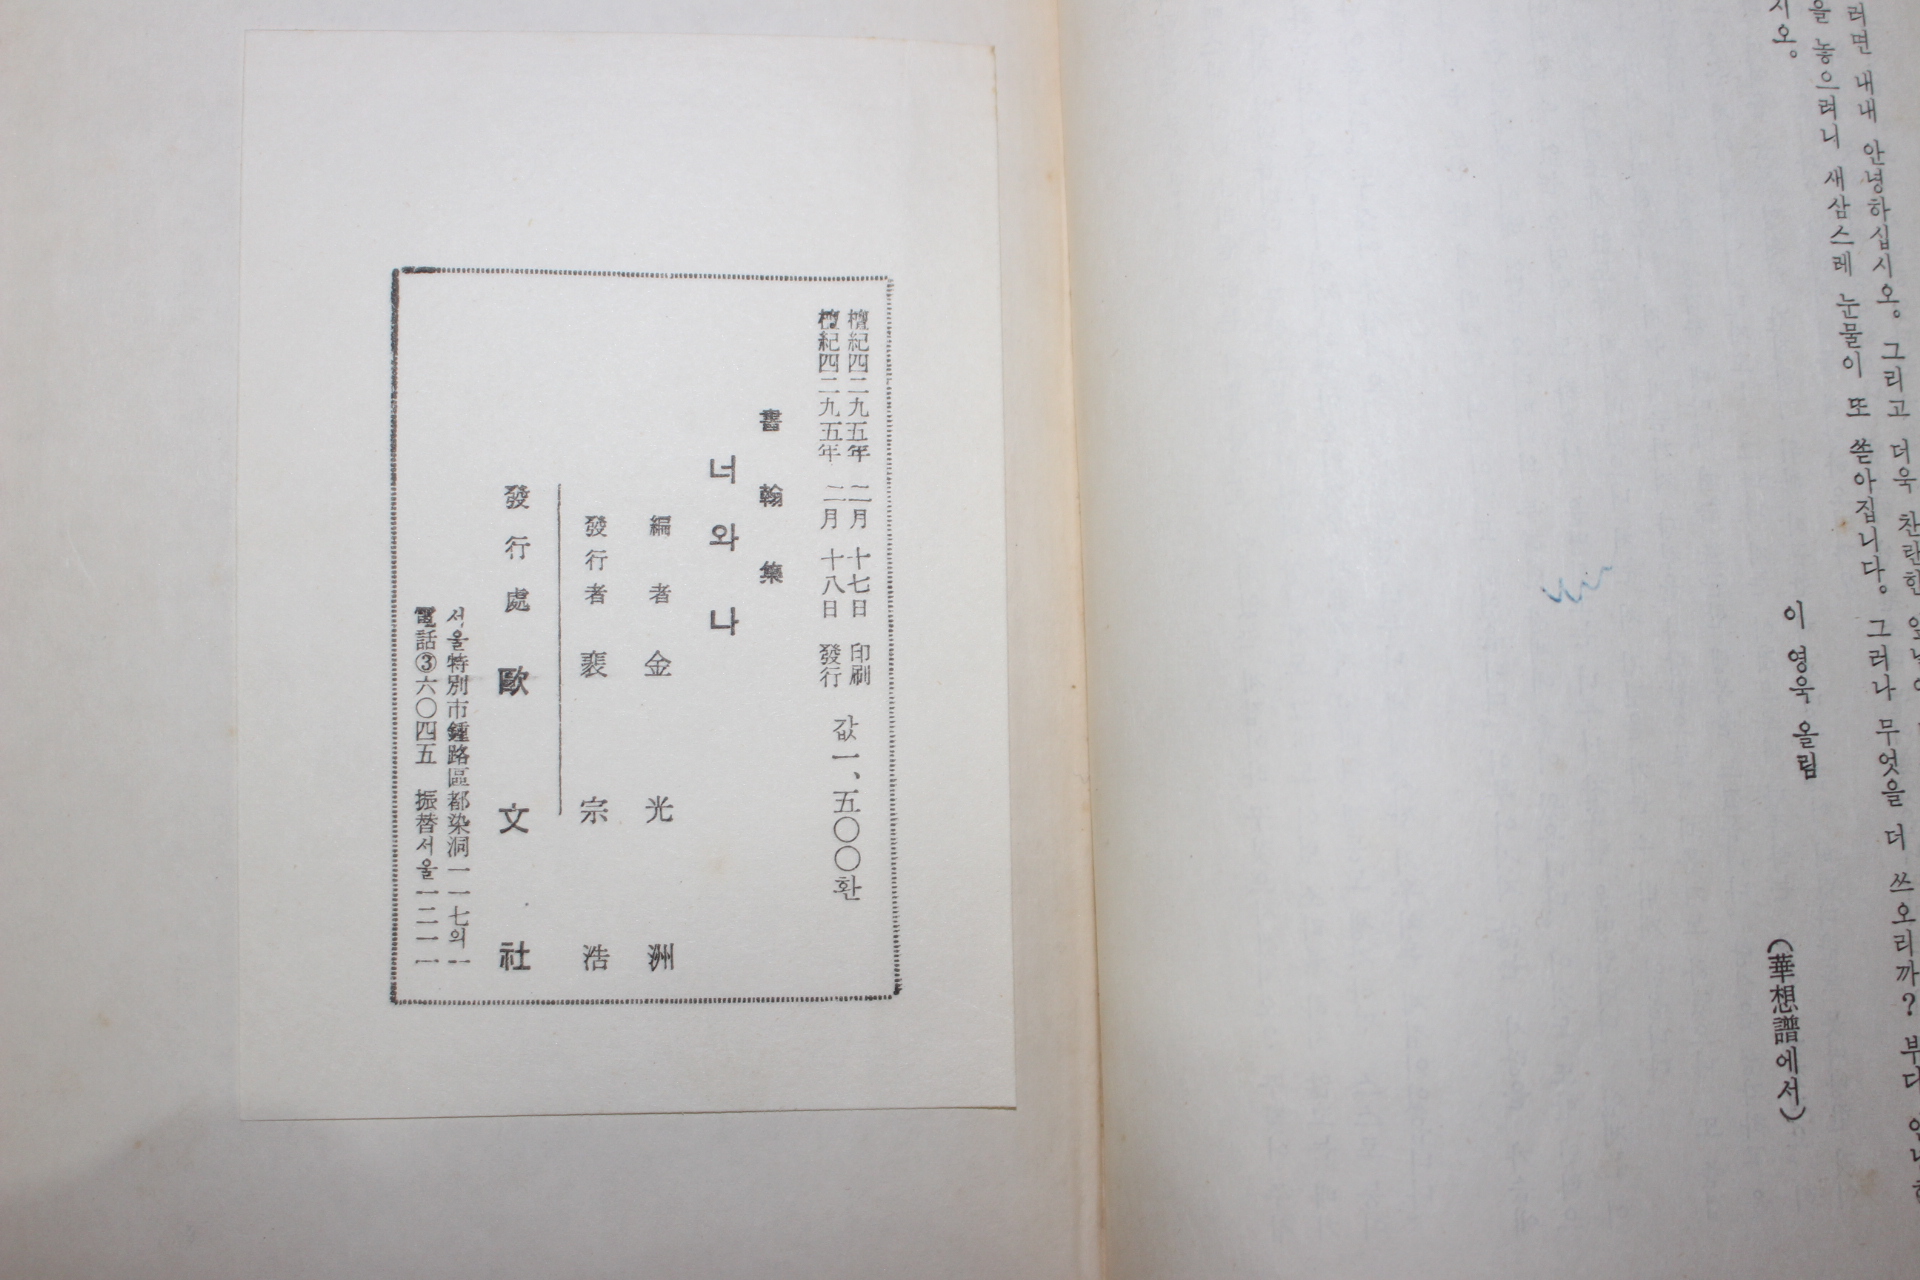 러면 내내 안녕하십시오。 그리고 더욱 찬란한
을 놓으려니 새삼스레 눈물이 또 쏟아집니다。 그러나 무엇을 더 쓰오리까? 부디
시오。
이 영욱 올림
(華想譜에서)
檀紀四二九五年 二月 十七日 印刷
檀紀四二九五年 二月 十八日 發行
값 一、五〇〇환
書翰集
너와 나
編者 金光洲
發行者 裵宗浩
發行處 歐文社
서울特別市鍾路區都染洞一一七의一
電話③六〇四五 振替서울一二一一